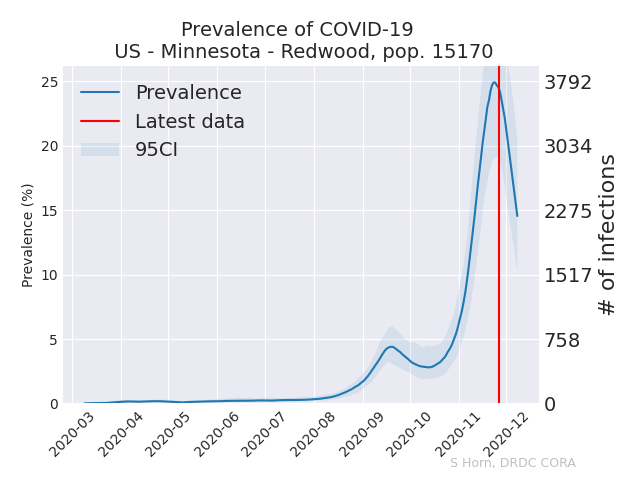 Prevalence of COVID-19
US - Minnesota - Redwood, pop. 15170
Prevalence
Latest data
95CI
Prevalence (%)
25
20
15
10
5
0
3792
3034
2275
1517
758
0
# of infections
2020-03
2020-04
2020-05
2020-06
2020-07
2020-08
2020-09
2020-10
2020-11
2020-12
S Horn, DRDC CORA